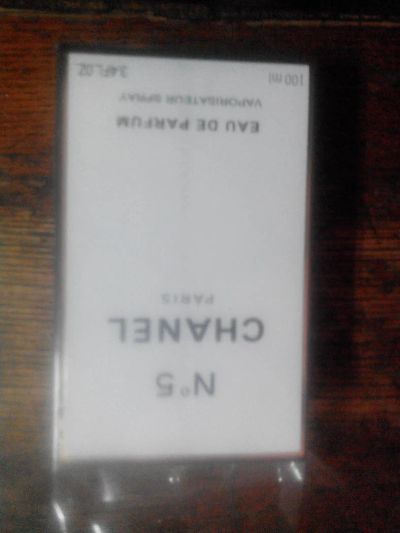 N°5
CHANEL
PARIS
EAU DE PARFUM
VAPORISATEUR SPRAY
100 ml 3.4 FL. OZ.